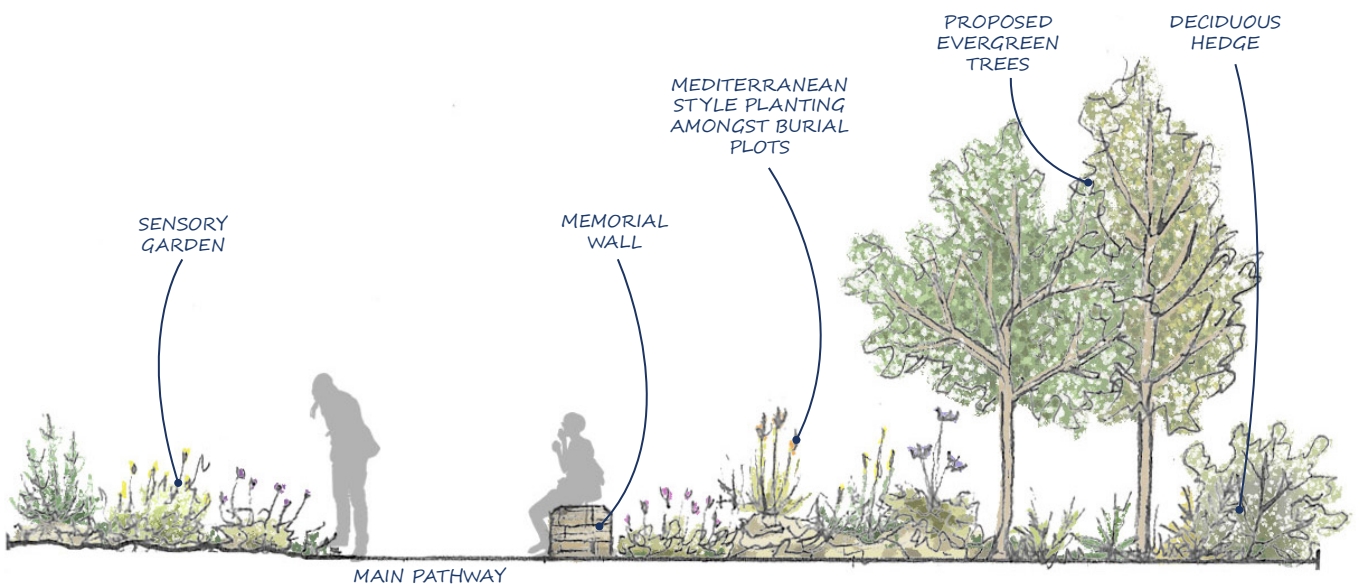 SENSORY
GARDEN
MEMORIAL
WALL
MEDITERRANEAN
STYLE PLANTING
AMONGST BURIAL
PLOTS
PROPOSED
EVERGREEN
TREES
DECIDUOUS
HEDGE
MAIN PATHWAY